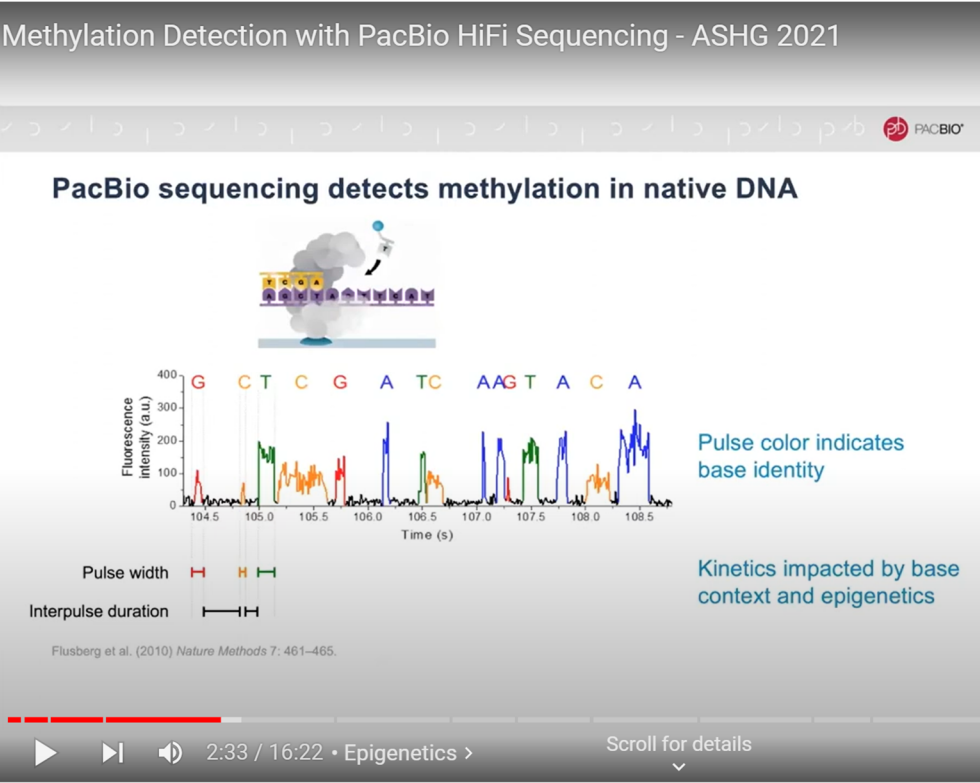 Methylation Detection with PacBio HiFi Sequencing - ASHG 2021
PACBIO®
PacBio sequencing detects methylation in native DNA
T
T C G A
A G C T A T C A T
400 G C T C G A T C A A G T A C A
300
200
100
0
Fluorescence
intensity (a.u.)
104.5 105.0 105.5 106.0 106.5 107.0 107.5 108.0 108.5
Time (s)
Pulse color indicates
base identity
Pulse width
Interpulse duration
Kinetics impacted by base
context and epigenetics
Flusberg et al. (2010) Nature Methods 7: 461–465.
2:33 / 16:22 • Epigenetics >
Scroll for details